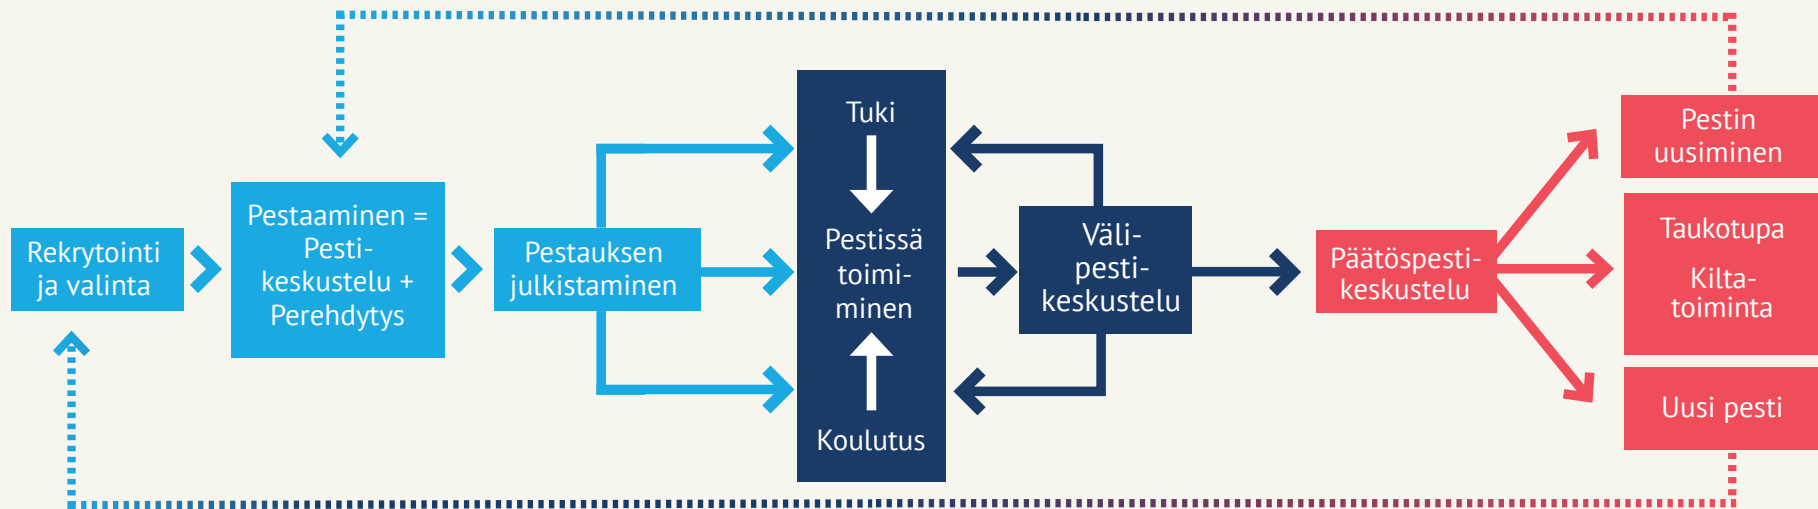 Rekrytointi
ja valinta
Pestaaminen =
Pesti-
keskustelu +
Perehdytys
Pestauksen
julkistaminen
Tuki
Pestissä
toimi-
minen
Koulutus
Väli-
pesti-
keskustelu
Päätöspesti-
keskustelu
Pestin
uusiminen
Taukotupa
Kilta-
toiminta
Uusi pesti